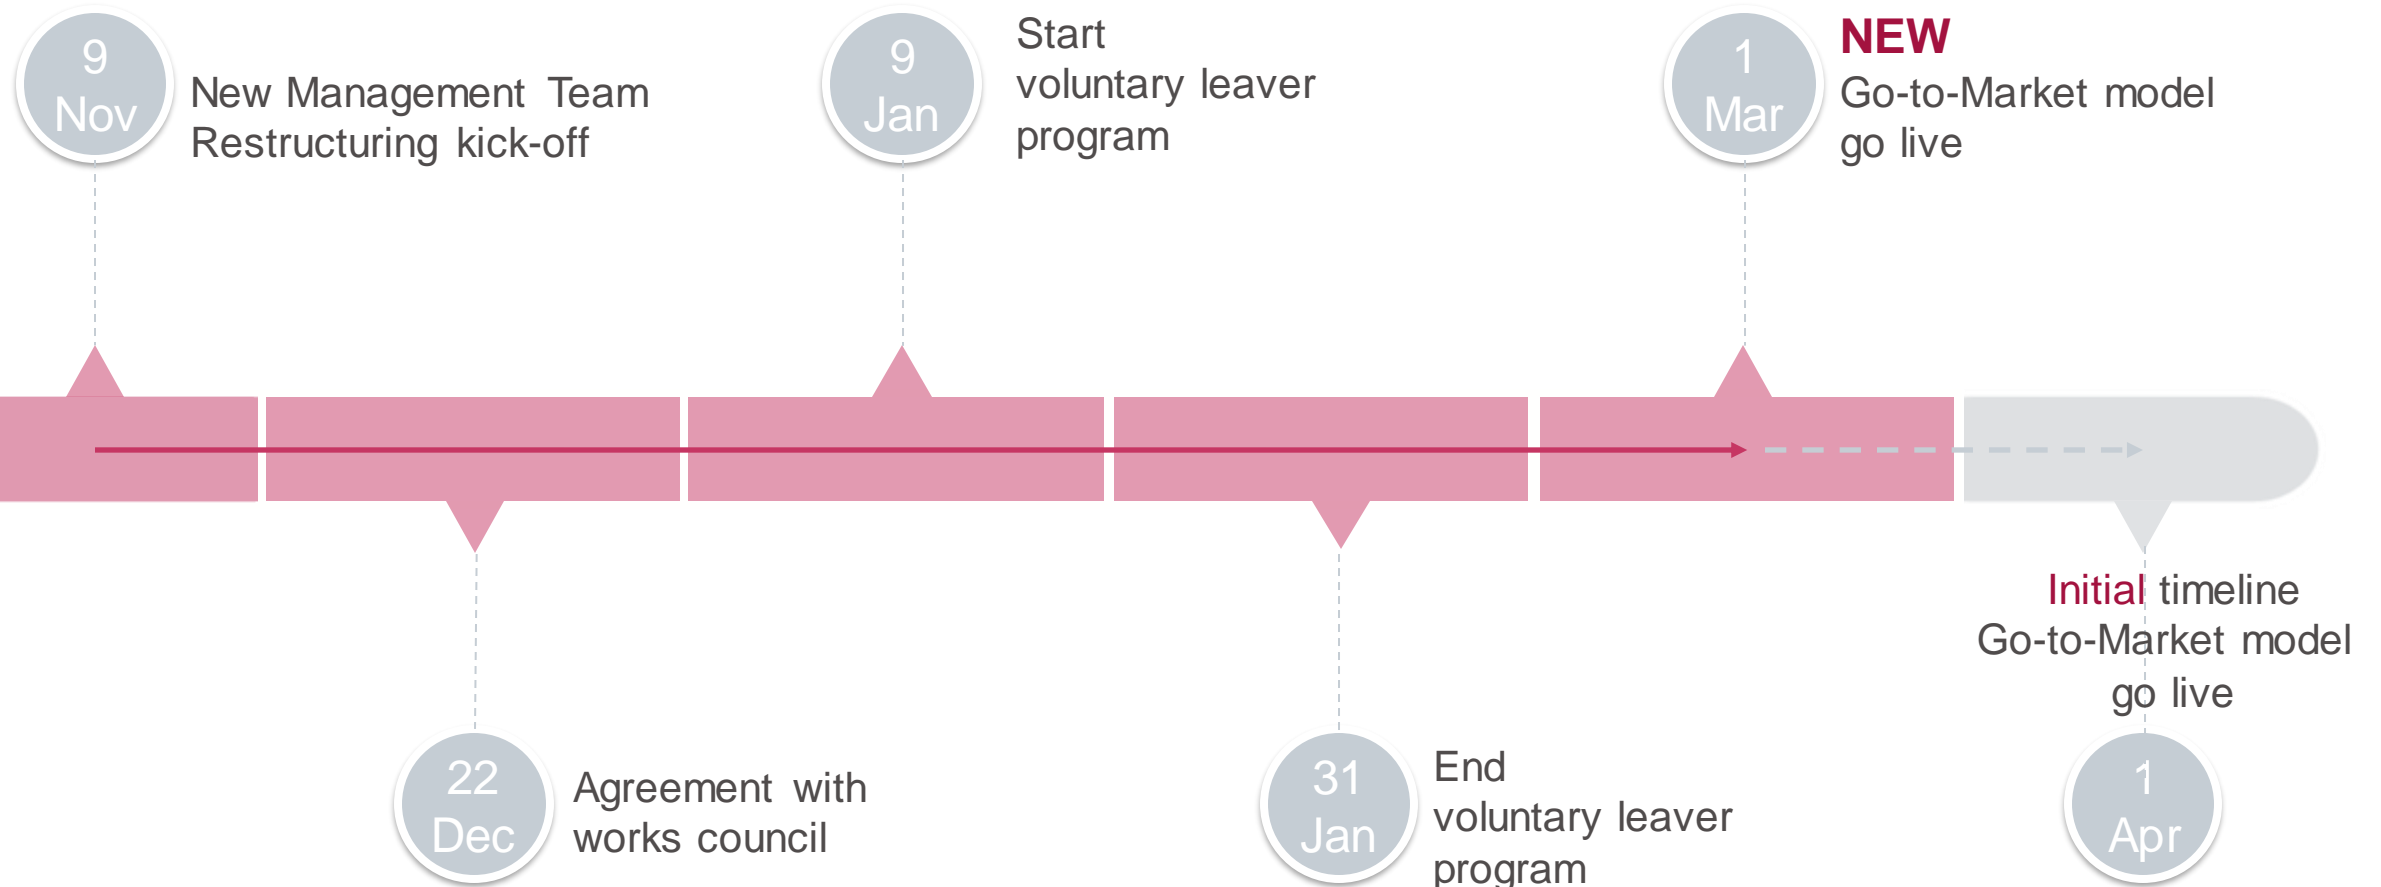 9
Nov
New Management Team
Restructuring kick-off
9
Jan
Start
voluntary leaver
program
1
Mar
NEW
Go-to-Market model
go live
22
Dec
Agreement with
works council
31
Jan
End
voluntary leaver
program
Initial timeline
Go-to-Market model
go live
1
Apr